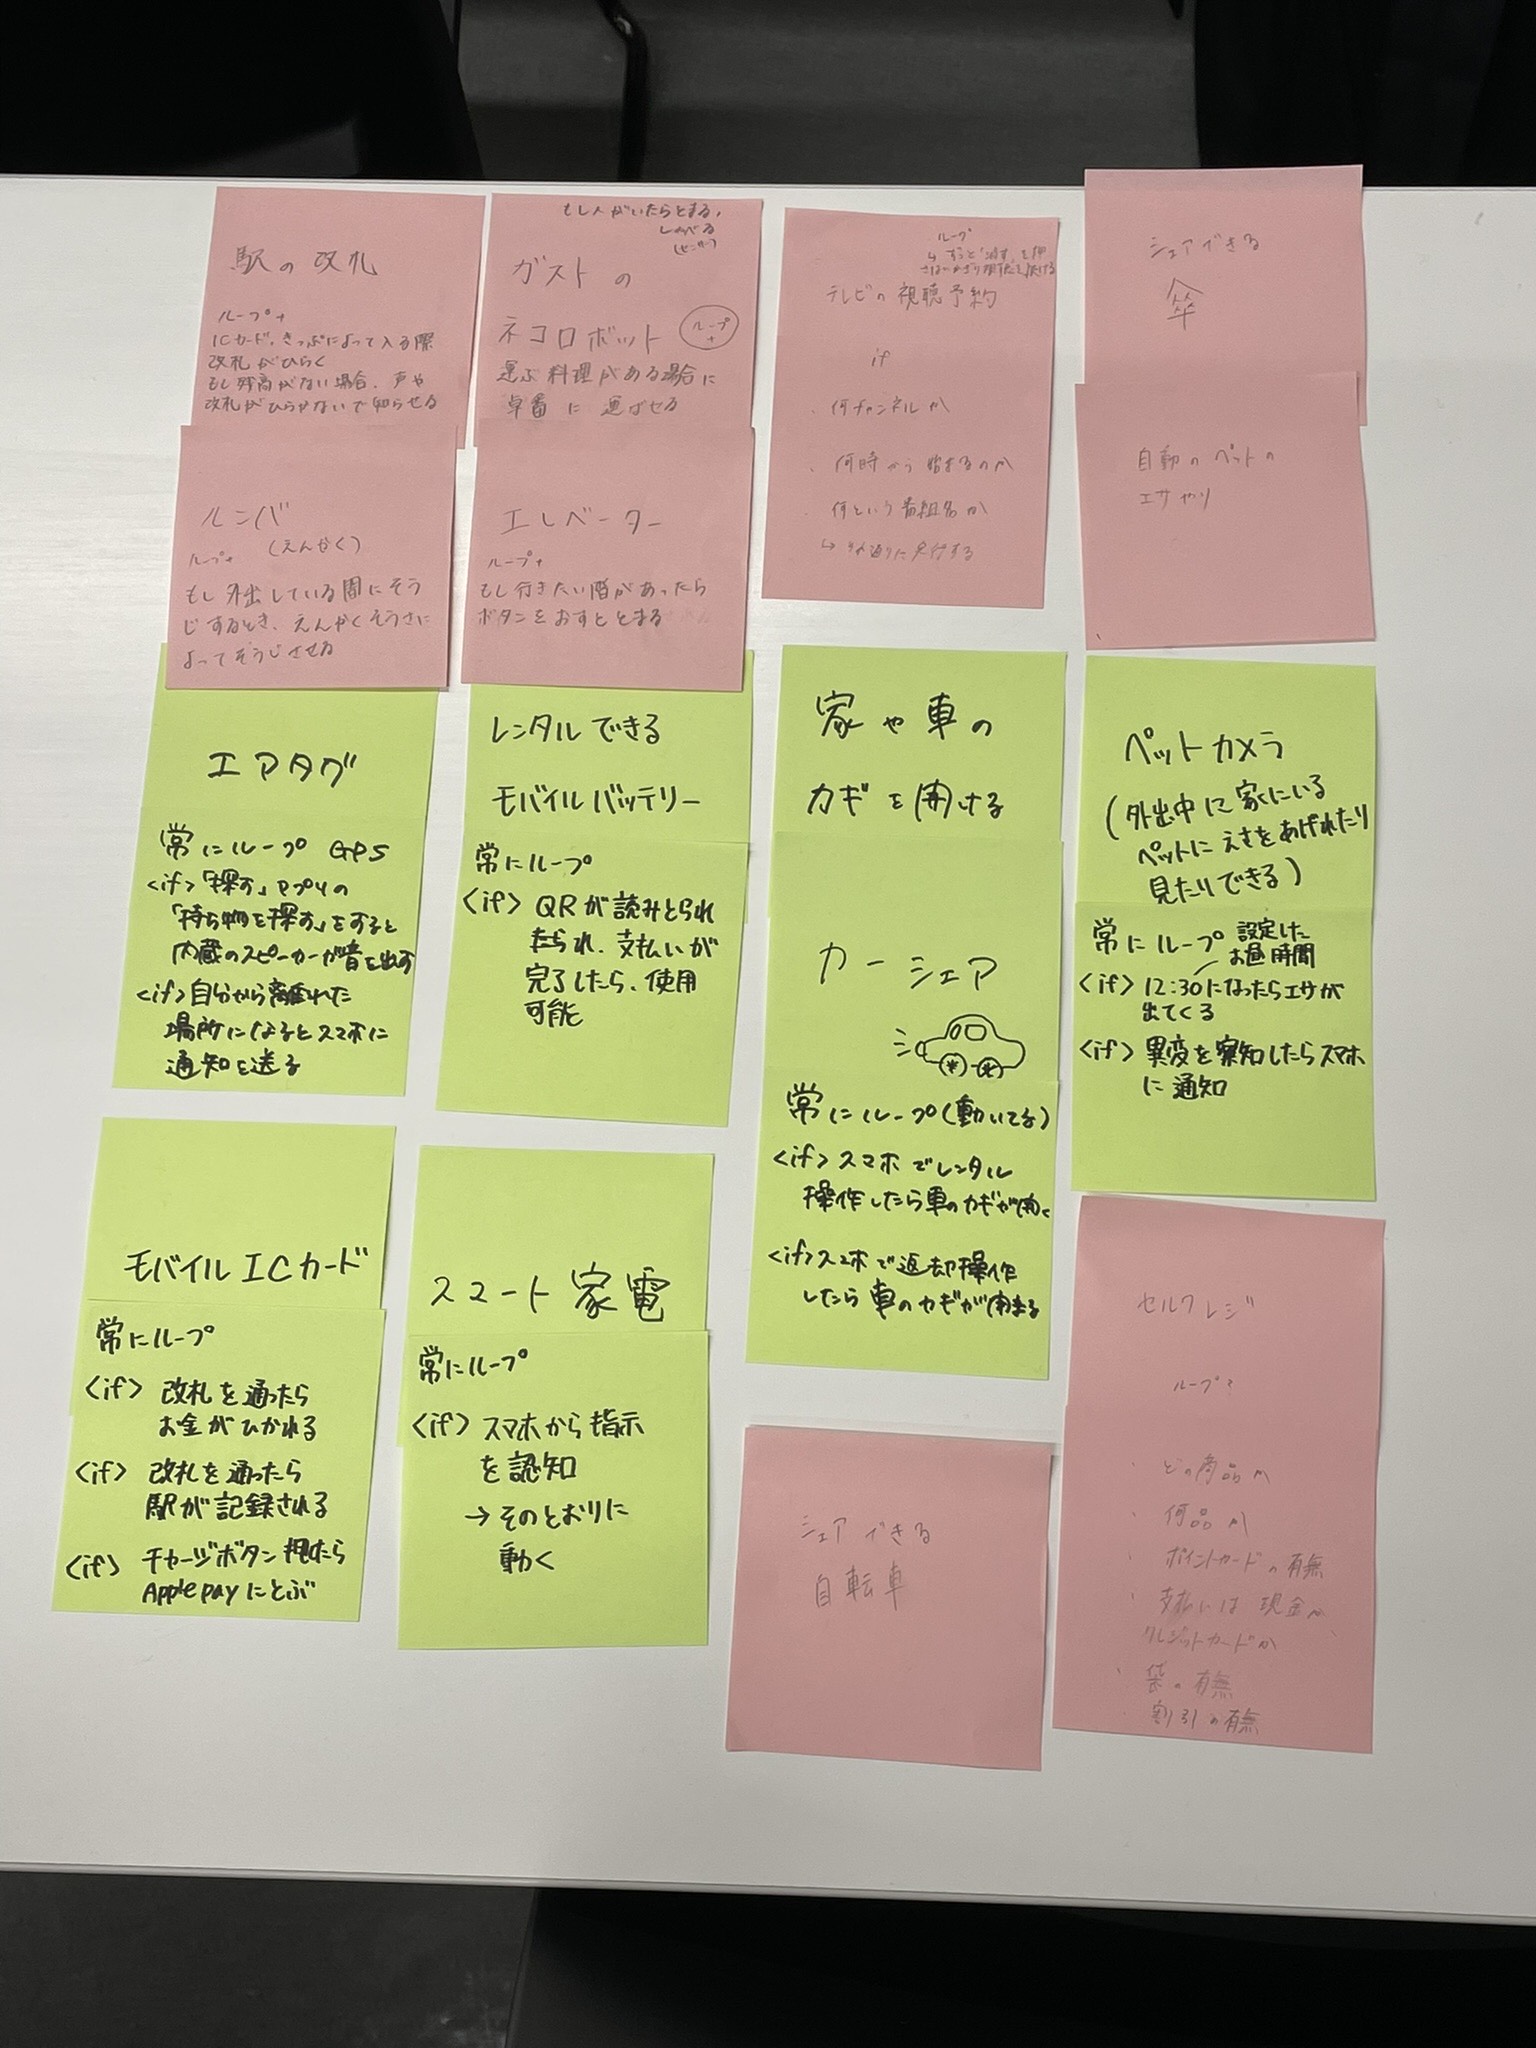 駅の改札
ループ+
ICカード、きっぷによって入る際
改札がひらく
もし残高がない場合、声や
改札がひらかないで知らせる
もし人がいたらとまる、
しゃべる
(センサー)
ガストの
ネコロボット
ループ
+
運ぶ料理がある場合に
卓番に運ばせる
ループ
テレビの視聴予約
if
・何チャンネルか
・何時から始まるのか
・何という番組名か
シェアできる
傘
ルンバ
ループ+ (えんかく)
もし外出している間にそう
じするとき、えんかくそうさに
よってそうじさせる
エレベーター
ループ+
もし行きたい階があったら
ボタンをおすととまる
自動のペットの
エサやり
エアタグ
常にループ GPS
<if>「探す」アプリの
「持ち物を探す」をすると
内蔵のスピーカーが音を出す
<if>自分から離れた
場所になるとスマホに
通知を送る
レンタルできる
モバイルバッテリー
常にループ
<if> QRが読みとられ
られ、支払いが
完了したら、使用
可能
家や車の
カギを開ける
カーシェア
常にループ(動いてる)
<if>スマホでレンタル
操作したら車のカギが開く
<if>スマホで返却操作
したら車のカギが閉まる
ペットカメラ
(外出中に家にいる
ペットにえさをあげれたり
見たりできる)
常にループ 設定した
お昼時間
<if> 12:30になったらエサが
出てくる
<if> 異変を察知したらスマホ
に通知
モバイルICカード
常にループ
<if> 改札を通ったら
お金がひかれる
<if> 改札を通ったら
駅が記録される
<if> チャージボタン押したら
Apple payにとぶ
スマート家電
常にループ
<if> スマホから指示
を認知
→そのとおりに
動く
シェアできる
自転車
セルフレジ
ループ+
・どの商品か
・何品か
・ポイントカードの有無
・支払いは現金か
クレジットカードか
・袋の有無
・割引の有無